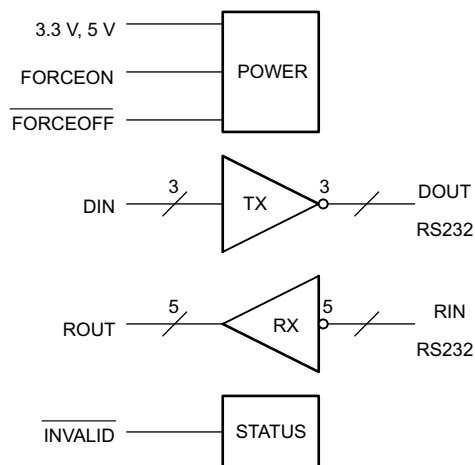 3.3 V, 5 V
FORCEON
POWER
FORCEOFF
DIN
3
TX
3
DOUT
RS232
ROUT
5
RX
5
RIN
RS232
INVALID
STATUS